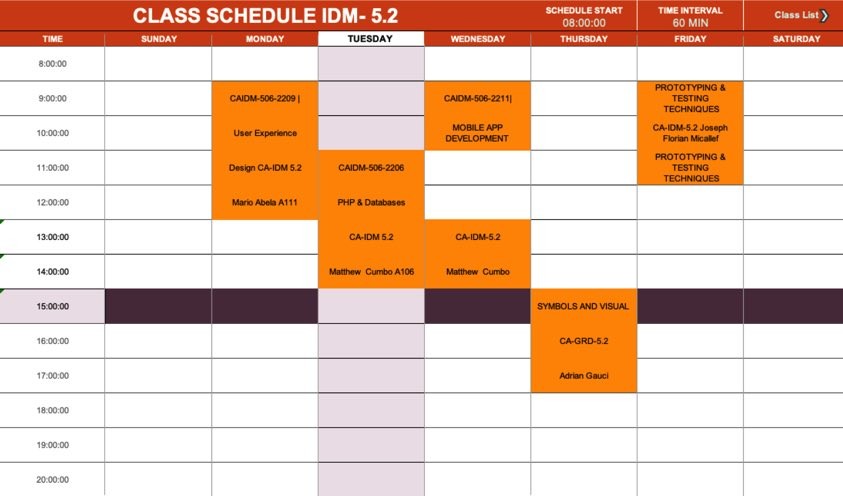 CLASS SCHEDULE IDM- 5.2
SCHEDULE START
08:00:00
TIME INTERVAL
60 MIN
Class List❯
TIME SUNDAY MONDAY TUESDAY WEDNESDAY THURSDAY FRIDAY SATURDAY
8:00:00
9:00:00 CAIDM-506-2209 | CAIDM-506-2211| PROTOTYPING &
TESTING
TECHNIQUES
10:00:00 User Experience MOBILE APP
DEVELOPMENT CA-IDM-5.2 Joseph
Florian Micallef
11:00:00 Design CA-IDM 5.2 CAIDM-506-2206 PROTOTYPING &
TESTING
TECHNIQUES
12:00:00 Mario Abela A111 PHP & Databases
13:00:00 CA-IDM 5.2 CA-IDM-5.2
14:00:00 Matthew Cumbo A106 Matthew Cumbo
15:00:00 SYMBOLS AND VISUAL
16:00:00 CA-GRD-5.2
17:00:00 Adrian Gauci
18:00:00
19:00:00
20:00:00